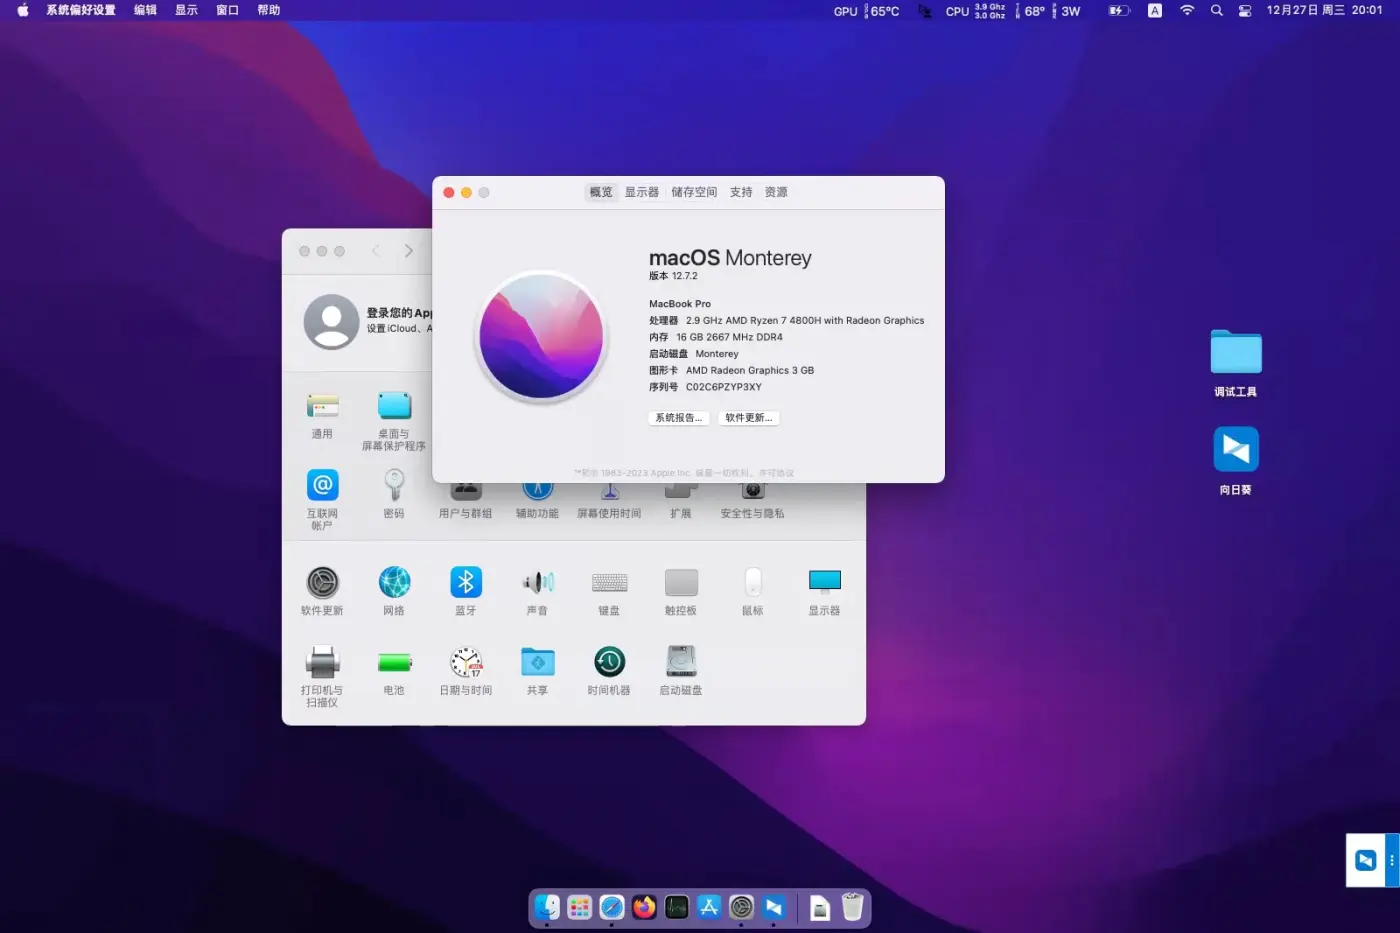 系统偏好设置 编辑 显示 窗口 帮助
GPU 65°C CPU 3.9 Ghz 3.0 Ghz 68° 3W A 12月27日 周三 20:01
概览 显示器 储存空间 支持 资源
macOS Monterey
版本 12.7.2
MacBook Pro
处理器 2.9 GHz AMD Ryzen 7 4800H with Radeon Graphics
内存 16 GB 2667 MHz DDR4
启动磁盘 Monterey
图形卡 AMD Radeon Graphics 3 GB
序列号 C02C6PZYP3XY
系统报告... 软件更新...
™和© 1983-2023 Apple Inc. 保留一切权利。许可协议
登录您的 App
设置 iCloud、A
通用
桌面与
屏幕保护程序
互联网
帐户
密码
用户与群组
辅助功能
屏幕使用时间
扩展
安全性与隐私
软件更新
网络
蓝牙
声音
键盘
触控板
鼠标
显示器
打印机与
扫描仪
电池
日期与时间
共享
时间机器
启动磁盘
调试工具
向日葵